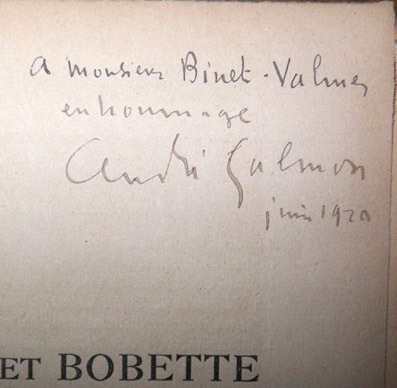 A Monsieur Binet-Valmer
en hommage
André Salmon
juin 1920
ET BOBETTE